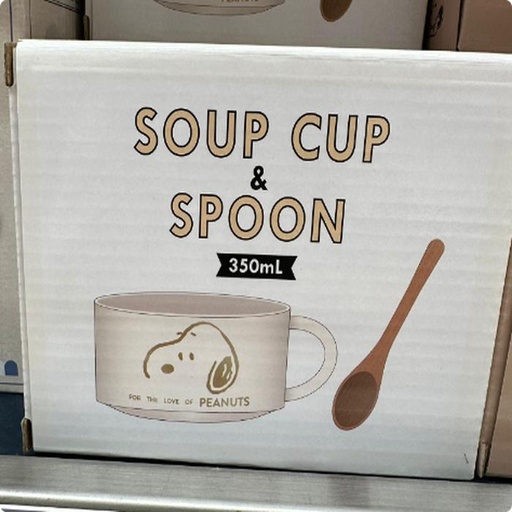 SOUP CUP
&
SPOON
350mL
FOR THE LOVE OF PEANUTS